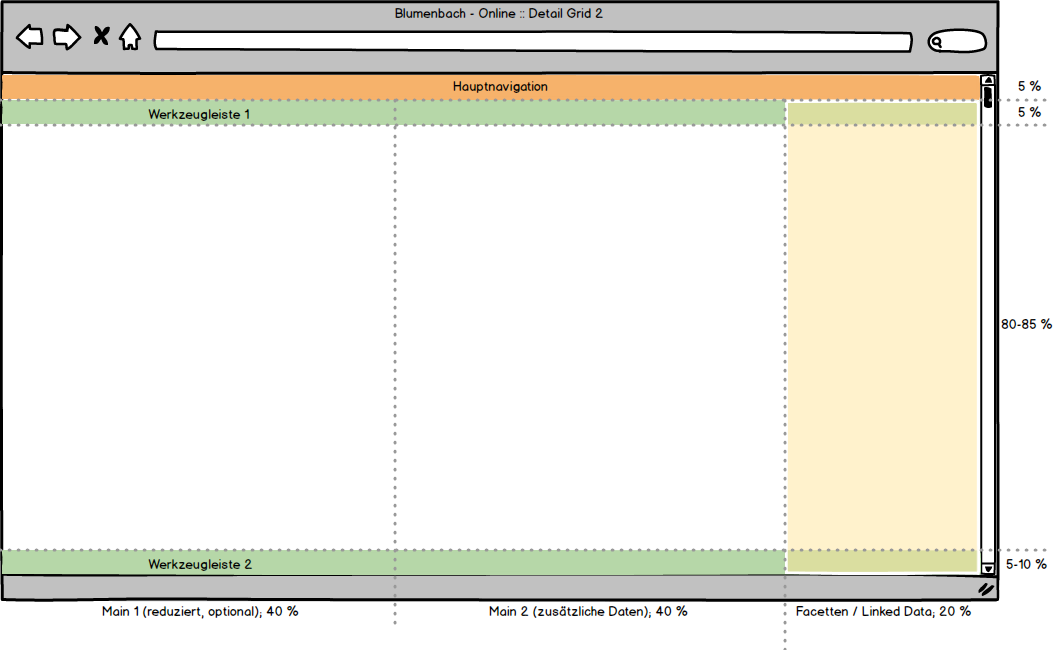 Blumenbach - Online :: Detail Grid 2
Hauptnavigation
5 %
Werkzeugleiste 1
5 %
80-85 %
Werkzeugleiste 2
5-10 %
Main 1 (reduziert, optional); 40 %
Main 2 (zusätzliche Daten); 40 %
Facetten / Linked Data; 20 %